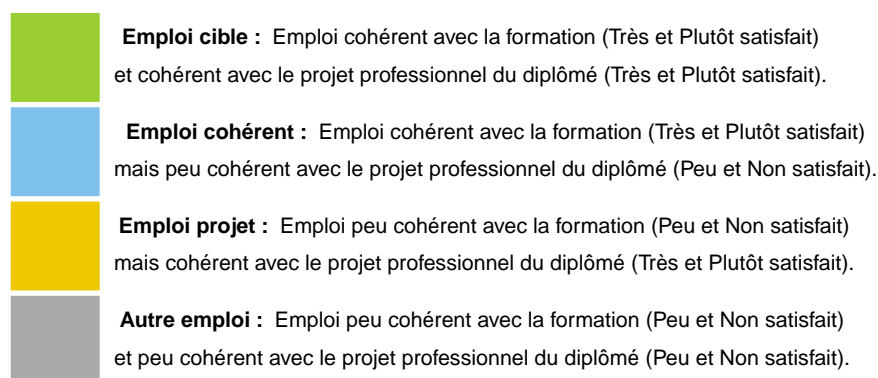 Emploi cible : Emploi cohérent avec la formation (Très et Plutôt satisfait)
et cohérent avec le projet professionnel du diplômé (Très et Plutôt satisfait).
Emploi cohérent : Emploi cohérent avec la formation (Très et Plutôt satisfait)
mais peu cohérent avec le projet professionnel du diplômé (Peu et Non satisfait).
Emploi projet : Emploi peu cohérent avec la formation (Peu et Non satisfait)
mais cohérent avec le projet professionnel du diplômé (Très et Plutôt satisfait).
Autre emploi : Emploi peu cohérent avec la formation (Peu et Non satisfait)
et peu cohérent avec le projet professionnel du diplômé (Peu et Non satisfait).